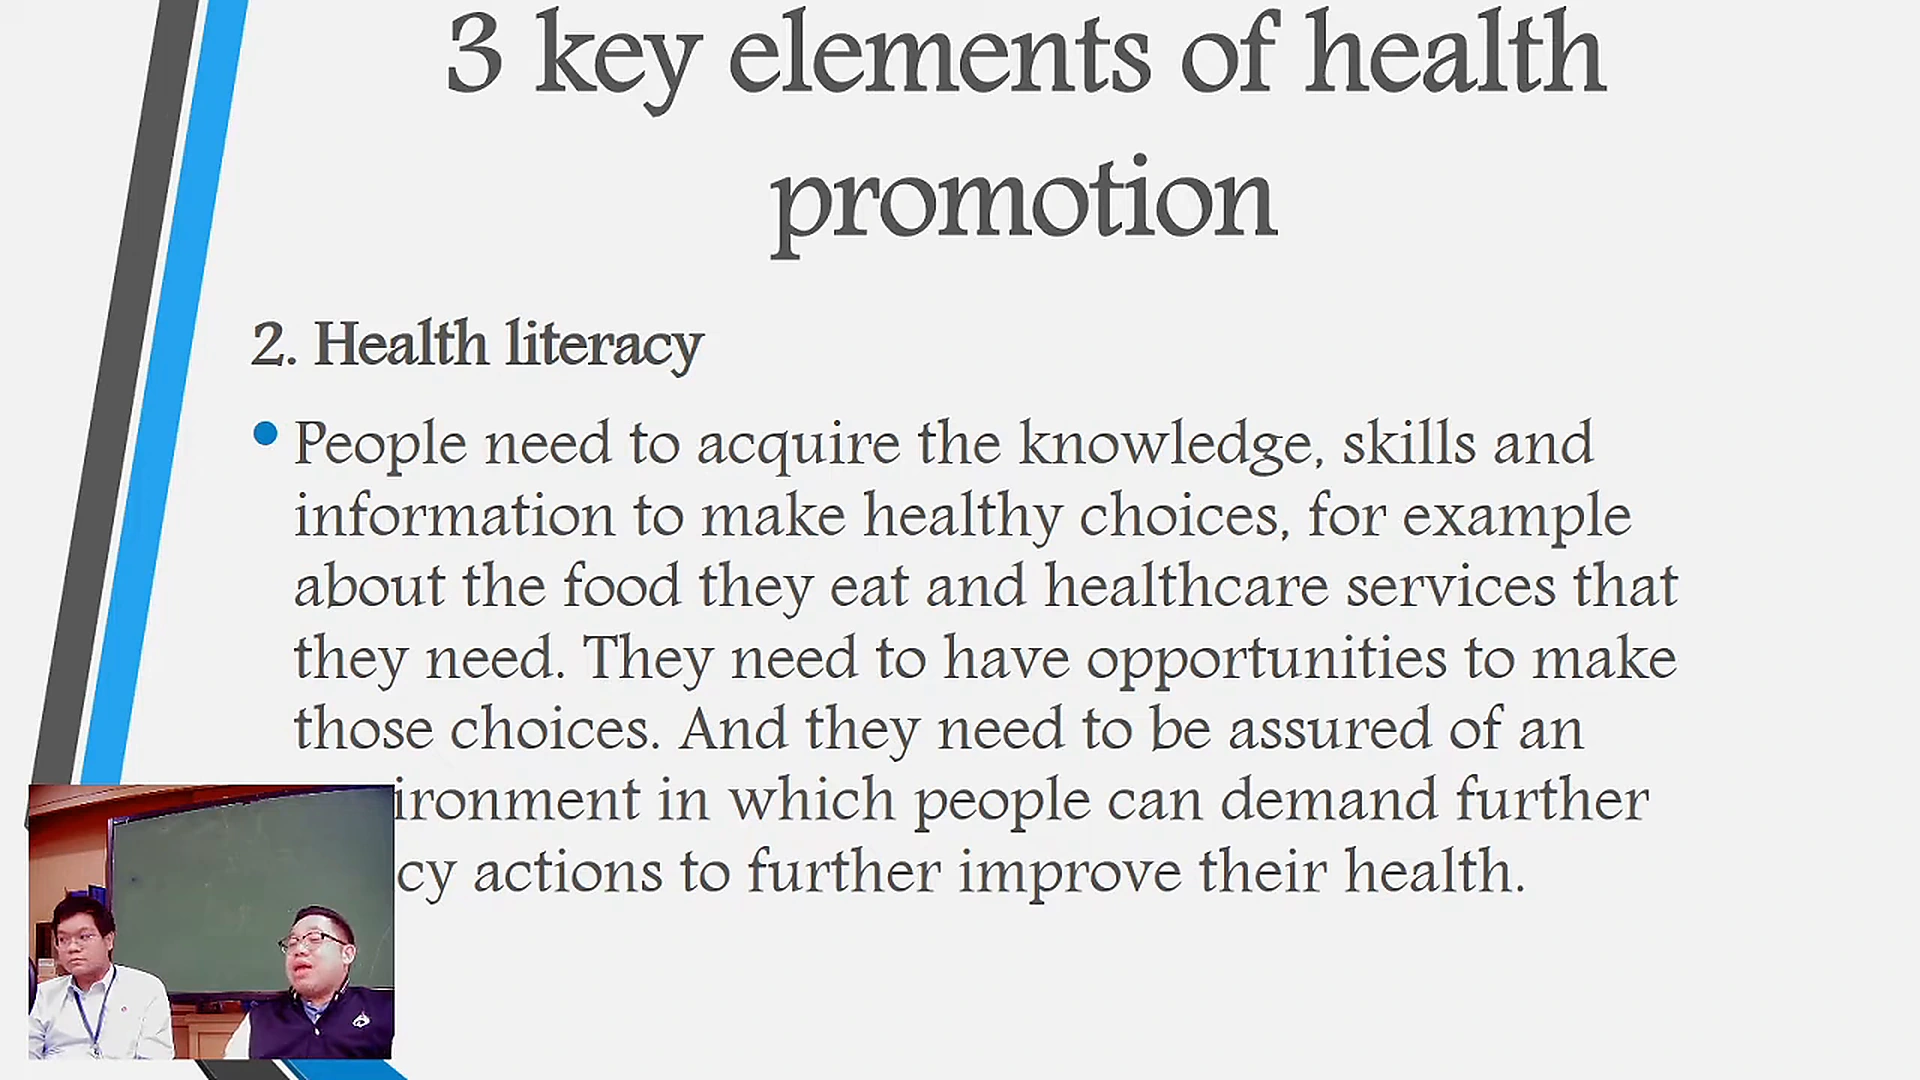 3 key elements of health
promotion
2. Health literacy
• People need to acquire the knowledge, skills and
information to make healthy choices, for example
about the food they eat and healthcare services that
they need. They need to have opportunities to make
those choices. And they need to be assured of an
ironment in which people can demand further
cy actions to further improve their health.